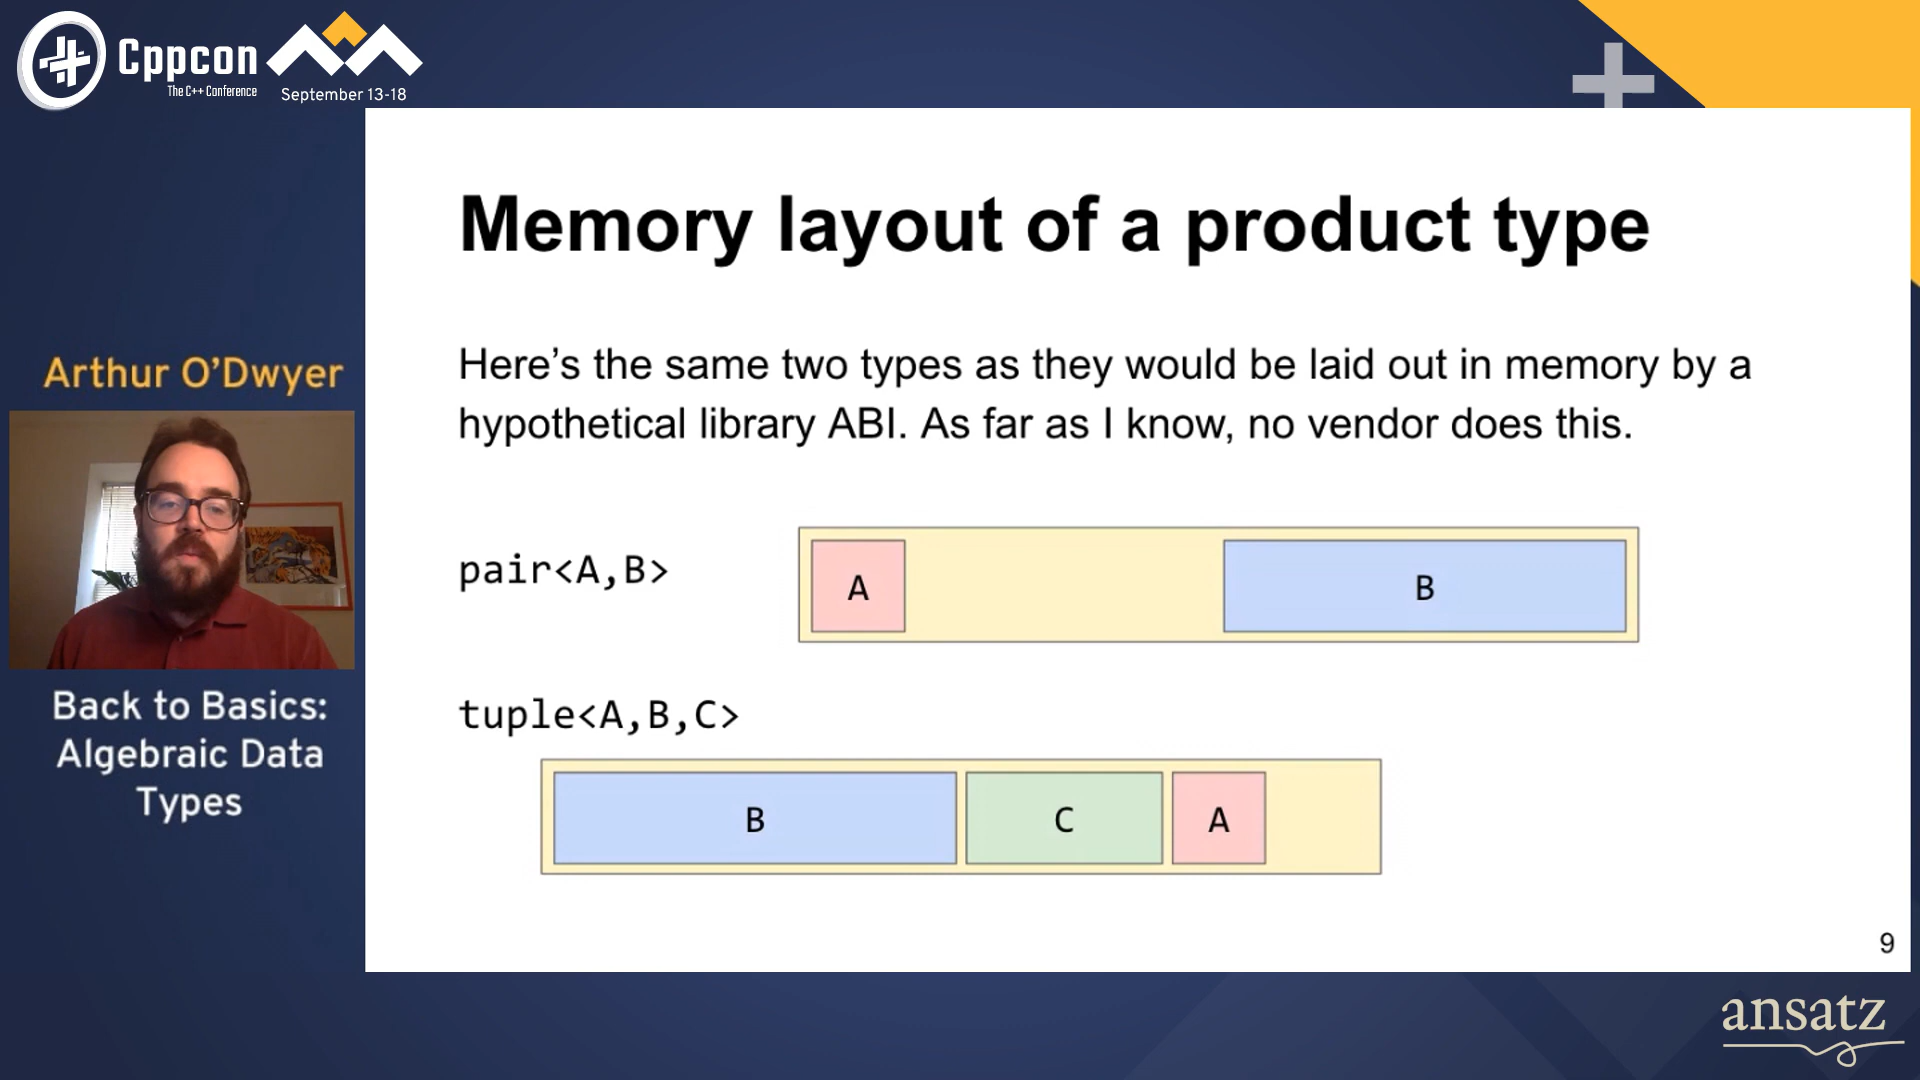 Cppcon
The C++ Conference
September 13-18
Arthur O'Dwyer
Back to Basics:
Algebraic Data
Types
Memory layout of a product type
Here’s the same two types as they would be laid out in memory by a
hypothetical library ABI. As far as I know, no vendor does this.
pair<A,B>
A B
tuple<A,B,C>
B C A
9
ansatz